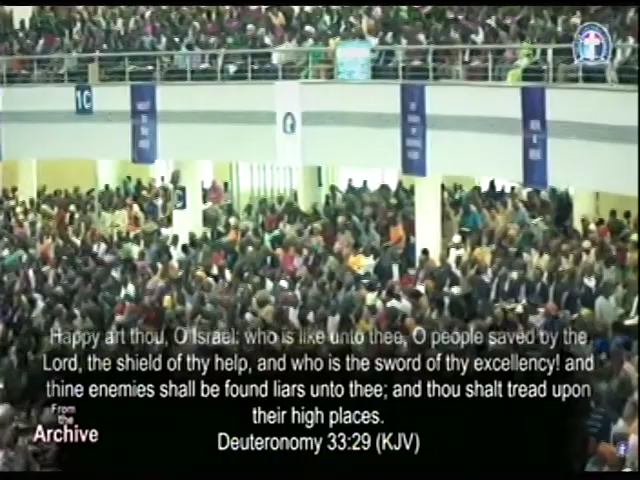 1C
Happy art thou, O Israel: who is like unto thee, O people saved by the
Lord, the shield of thy help, and who is the sword of thy excellency! and
thine enemies shall be found liars unto thee; and thou shalt tread upon
their high places.
Deuteronomy 33:29 (KJV)
From
the
Archive